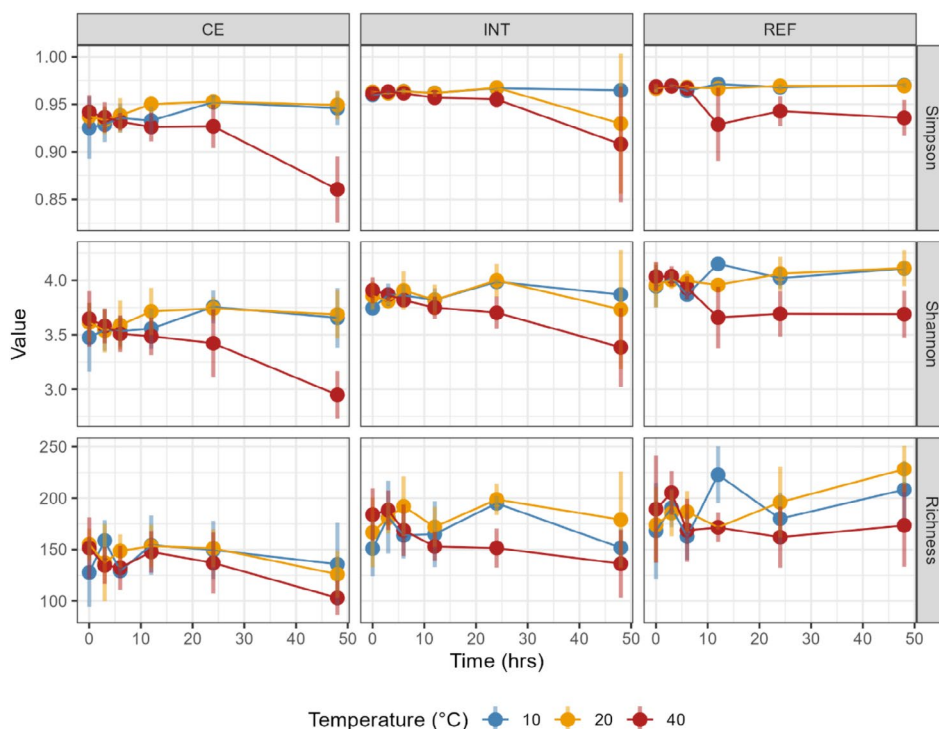 CE INT REF
1.00
0.95
0.90
0.85
Simpson
4.0
3.5
3.0
Shannon
Value
250
200
150
100
Richness
0 10 20 30 40 50 0 10 20 30 40 50 0 10 20 30 40 50
Time (hrs)
Temperature (°C) 10 20 40